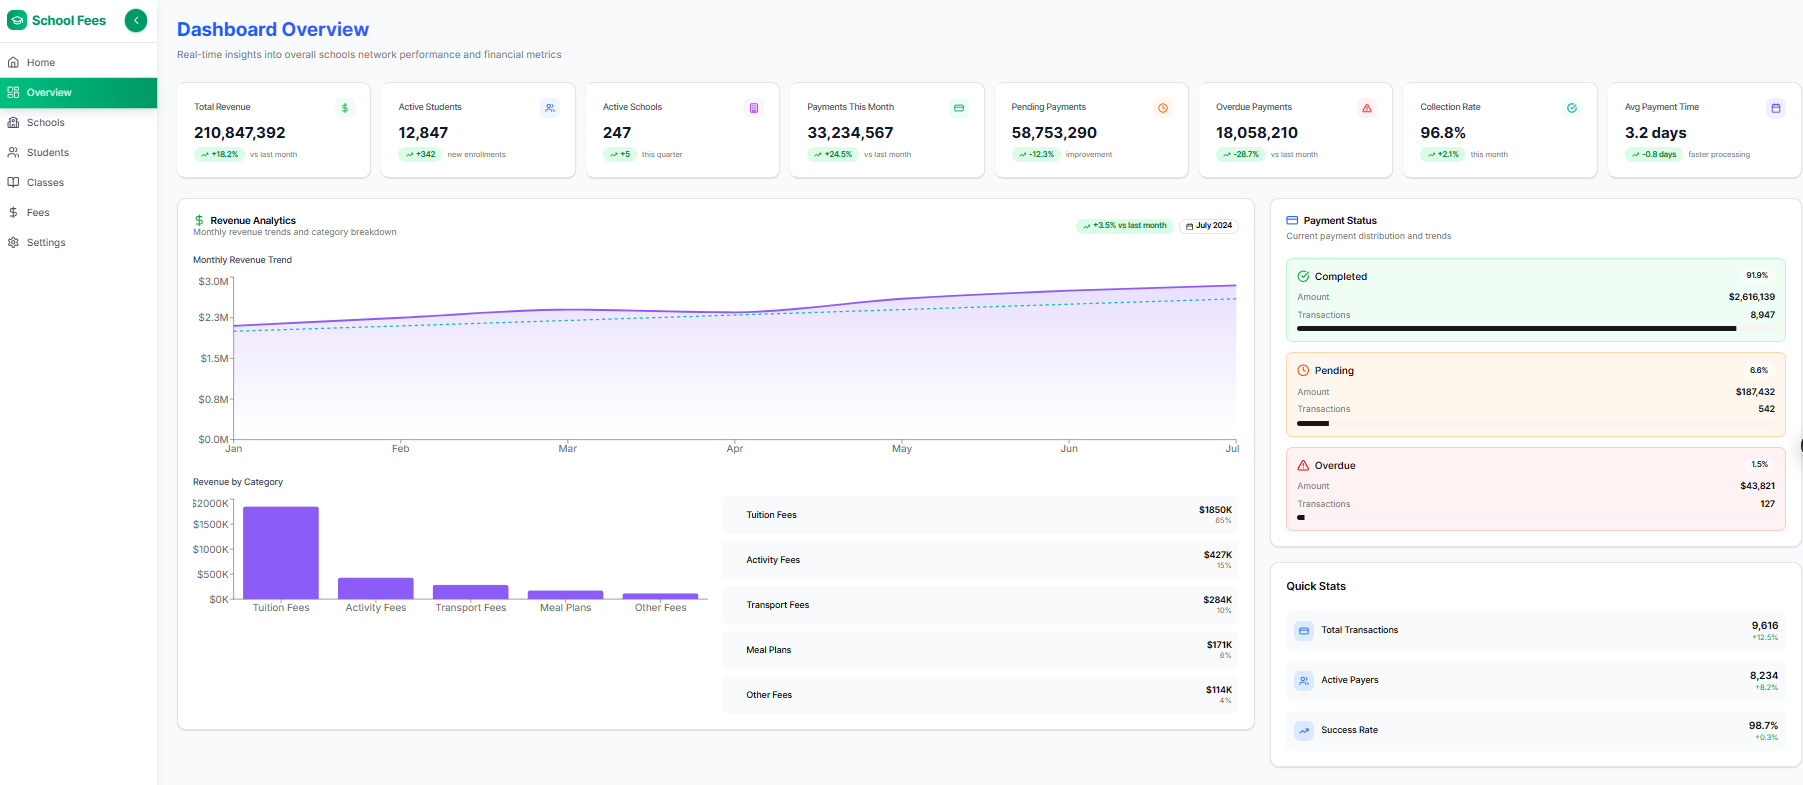 School Fees
Home
Overview
Schools
Students
Classes
Fees
Settings
Dashboard Overview
Real-time insights into overall schools network performance and financial metrics
Total Revenue
210,847,392
+18.2% vs last month
Active Students
12,847
+342 new enrollments
Active Schools
247
+5 this quarter
Payments This Month
33,234,567
+24.5% vs last month
Pending Payments
58,753,290
-12.3% improvement
Overdue Payments
18,058,210
-28.7% vs last month
Collection Rate
96.8%
+2.1% this month
Avg Payment Time
3.2 days
-0.8 days faster processing
Revenue Analytics
Monthly revenue trends and category breakdown
+3.5% vs last month
July 2024
Monthly Revenue Trend
$3.0M
$2.3M
$1.5M
$0.8M
$0.0M
Jan Feb Mar Apr May Jun Jul
Revenue by Category
$2000K
$1500K
$1000K
$500K
$0K
Tuition Fees Activity Fees Transport Fees Meal Plans Other Fees
Tuition Fees $1850K
65%
Activity Fees $427K
15%
Transport Fees $284K
10%
Meal Plans $171K
6%
Other Fees $114K
4%
Payment Status
Current payment distribution and trends
Completed 91.9%
Amount $2,616,139
Transactions 8,947
Pending 6.6%
Amount $187,432
Transactions 542
Overdue 1.5%
Amount $43,821
Transactions 127
Quick Stats
Total Transactions 9,616
+12.5%
Active Payers 8,234
+8.2%
Success Rate 98.7%
+0.3%